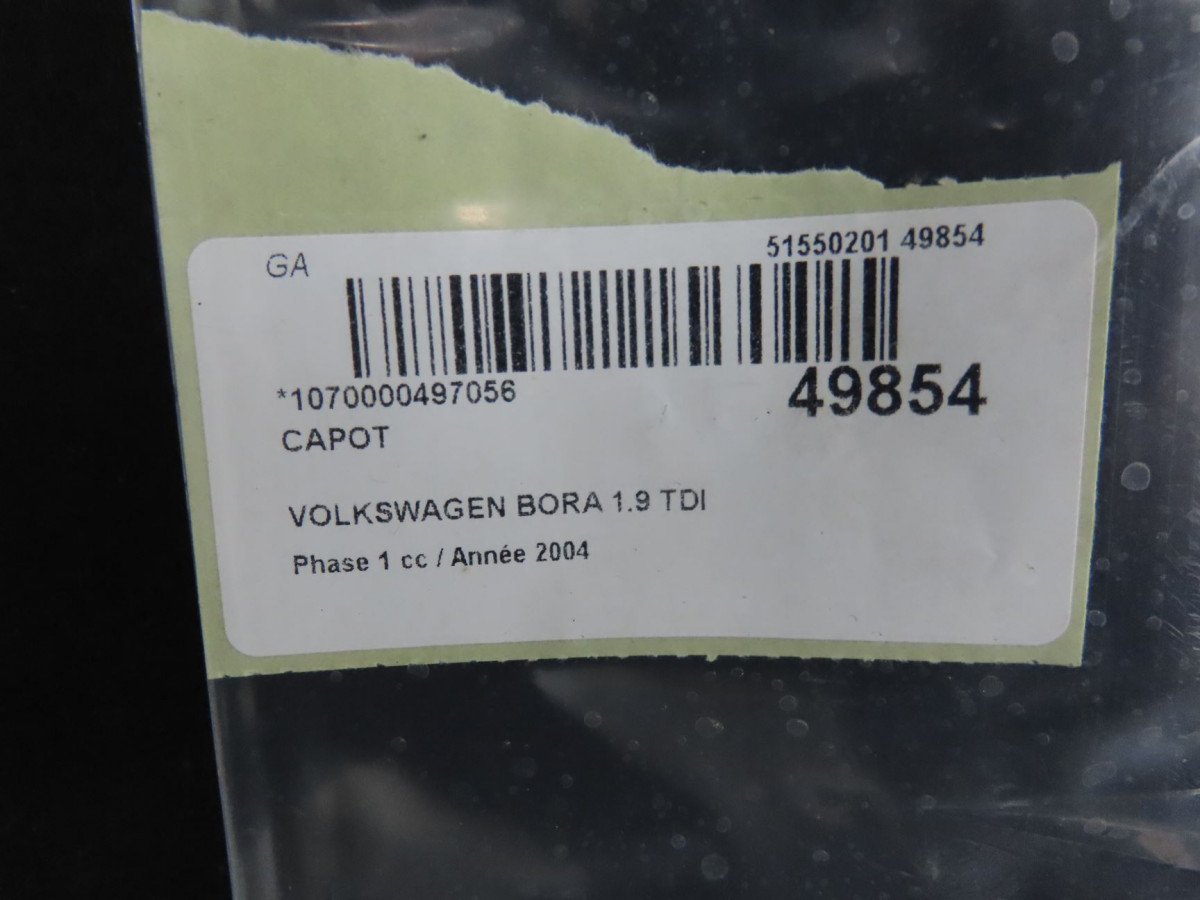 GA
51550201 49854
*1070000497056
49854
CAPOT
VOLKSWAGEN BORA 1.9 TDI
Phase 1 cc / Année 2004